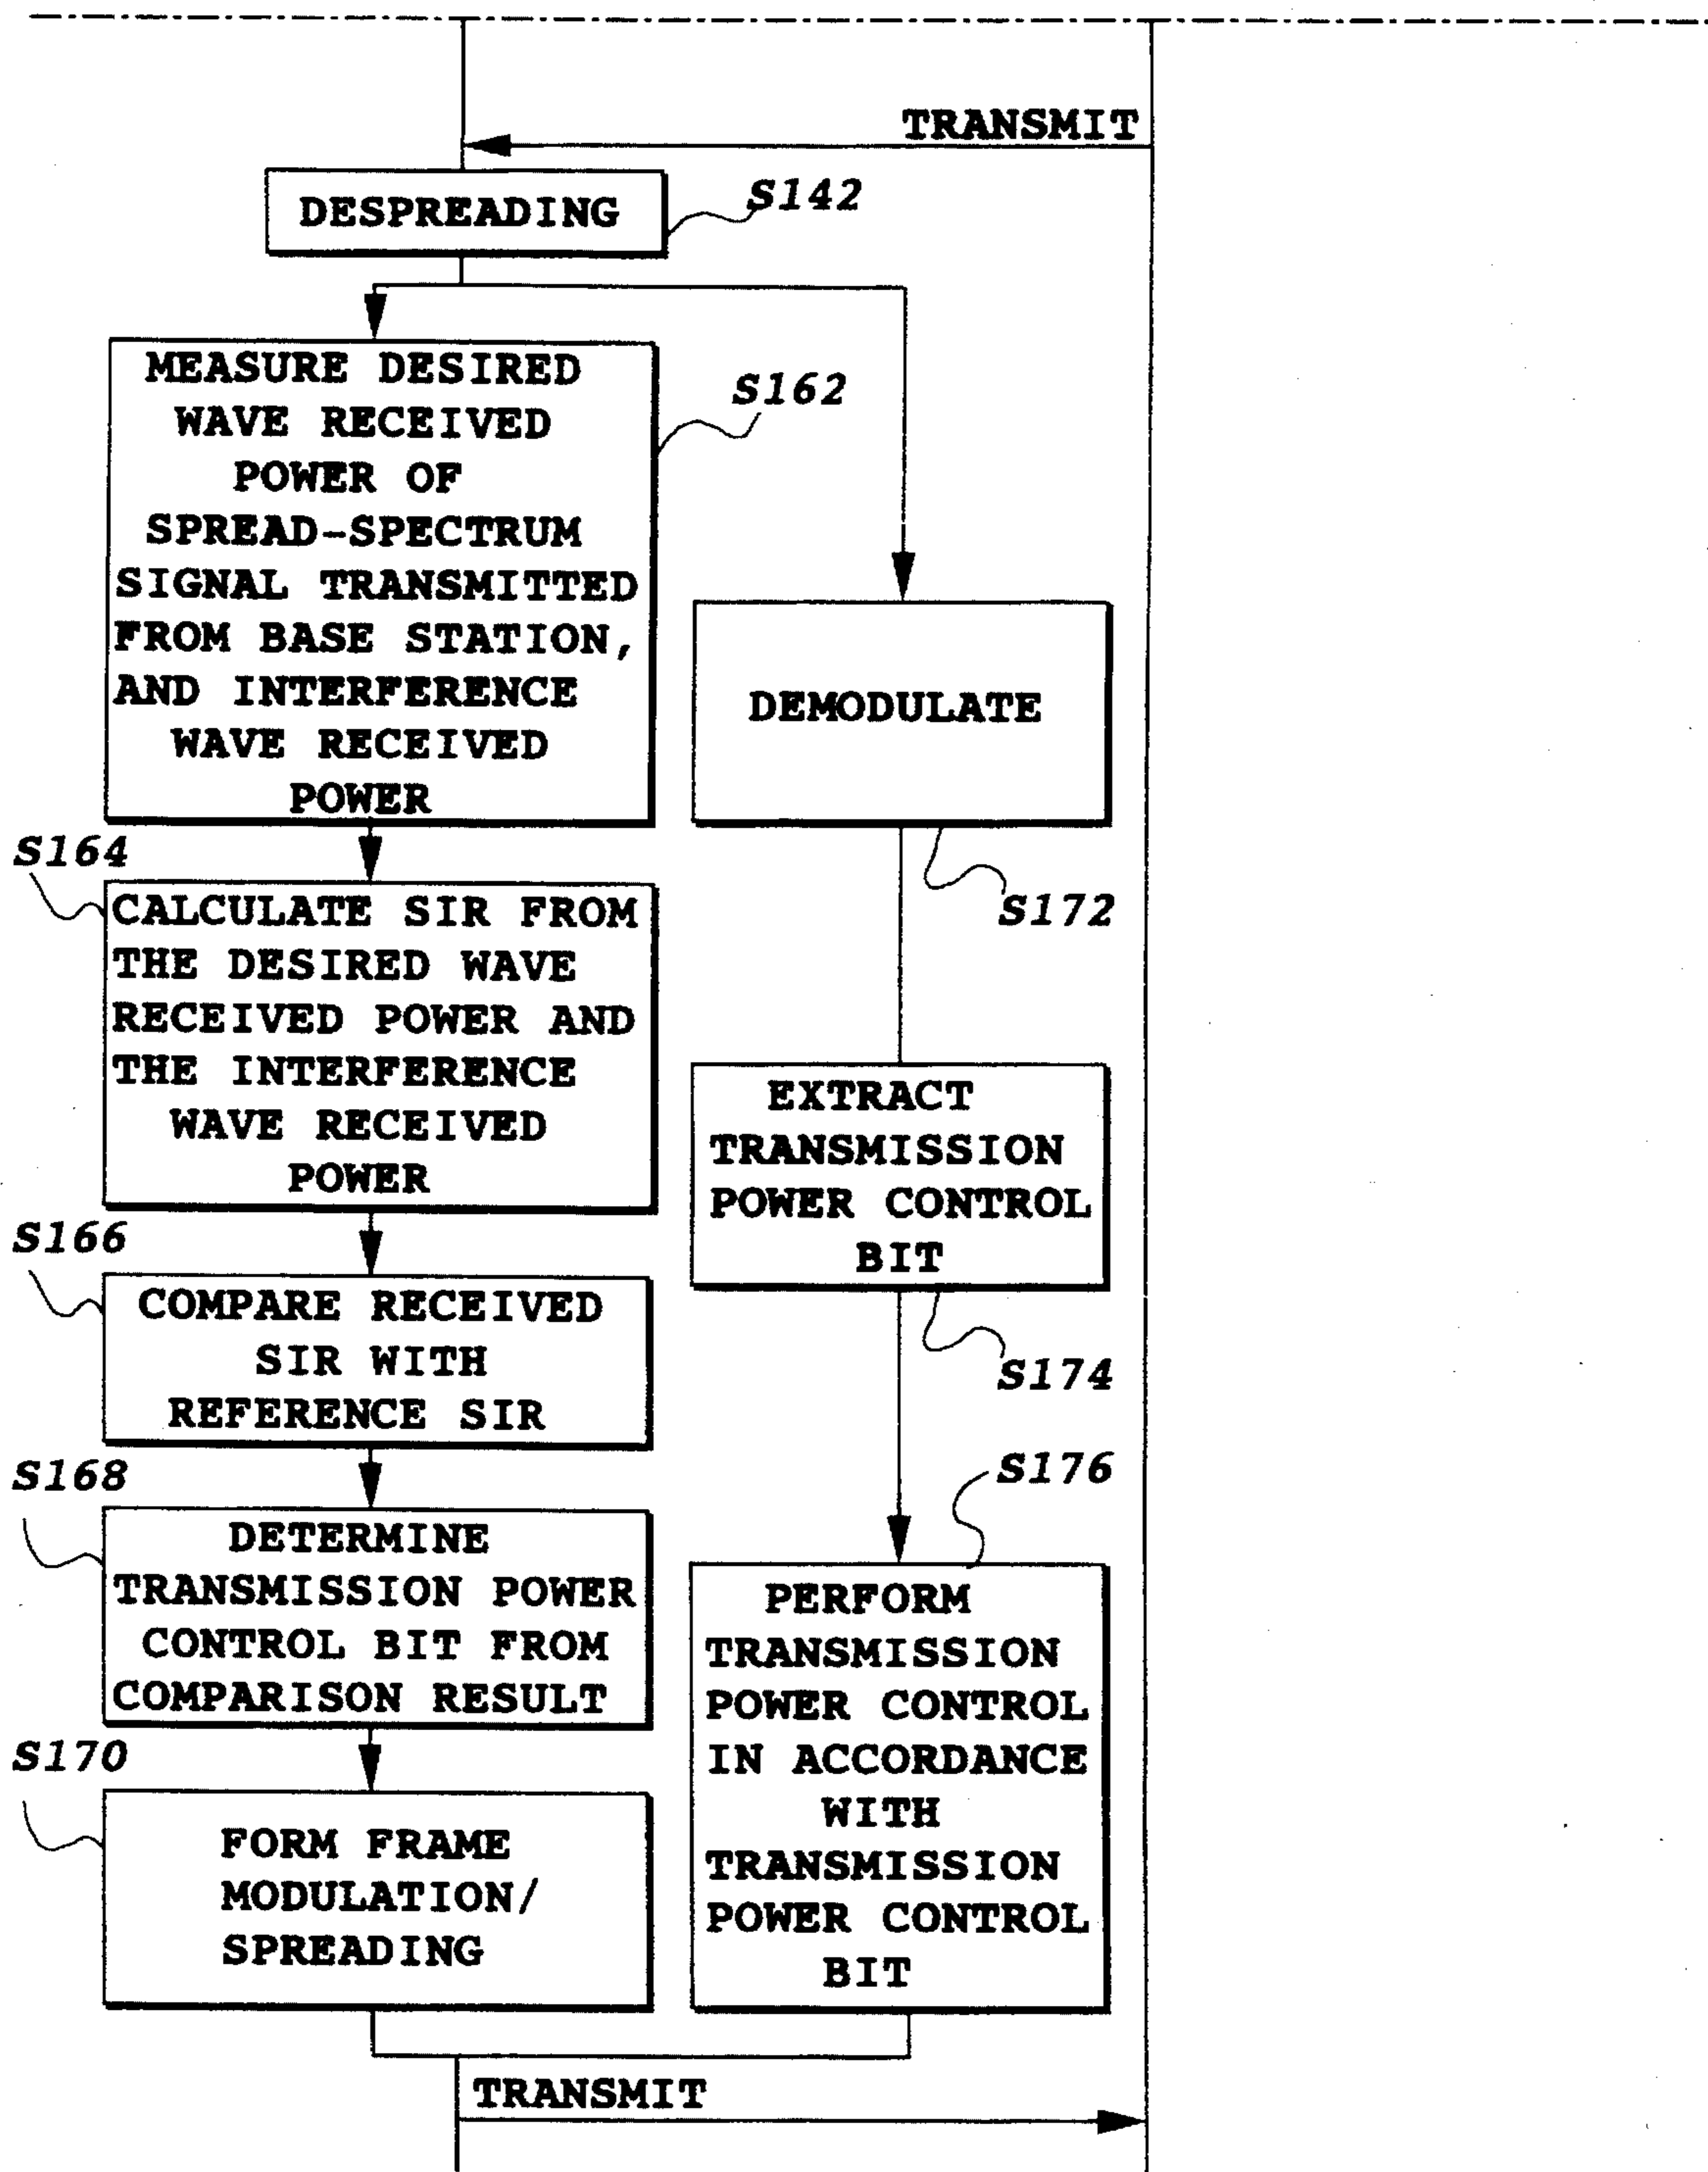 TRANSMIT
DESPREADING
S142
MEASURE DESIRED
WAVE RECEIVED
POWER OF
SPREAD-SPECTRUM
SIGNAL TRANSMITTED
FROM BASE STATION,
AND INTERFERENCE
WAVE RECEIVED
POWER
S162
DEMODULATE
S172
S164
CALCULATE SIR FROM
THE DESIRED WAVE
RECEIVED POWER AND
THE INTERFERENCE
WAVE RECEIVED
POWER
EXTRACT
TRANSMISSION
POWER CONTROL
BIT
S174
S166
COMPARE RECEIVED
SIR WITH
REFERENCE SIR
S168
DETERMINE
TRANSMISSION POWER
CONTROL BIT FROM
COMPARISON RESULT
S176
PERFORM
TRANSMISSION
POWER CONTROL
IN ACCORDANCE
WITH
TRANSMISSION
POWER CONTROL
BIT
S170
FORM FRAME
MODULATION/
SPREADING
TRANSMIT